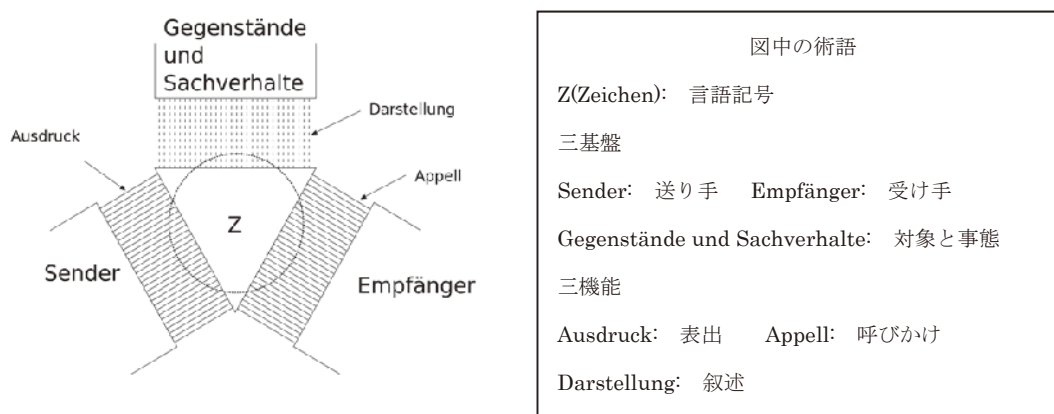 Gegenstände
und
Sachverhalte
Darstellung
Ausdruck
Appell
Z
Sender
Empfänger
図中の術語
Z(Zeichen): 言語記号
三基盤
Sender: 送り手 Empfänger: 受け手
Gegenstände und Sachverhalte: 対象と事態
三機能
Ausdruck: 表出 Appell: 呼びかけ
Darstellung: 叙述